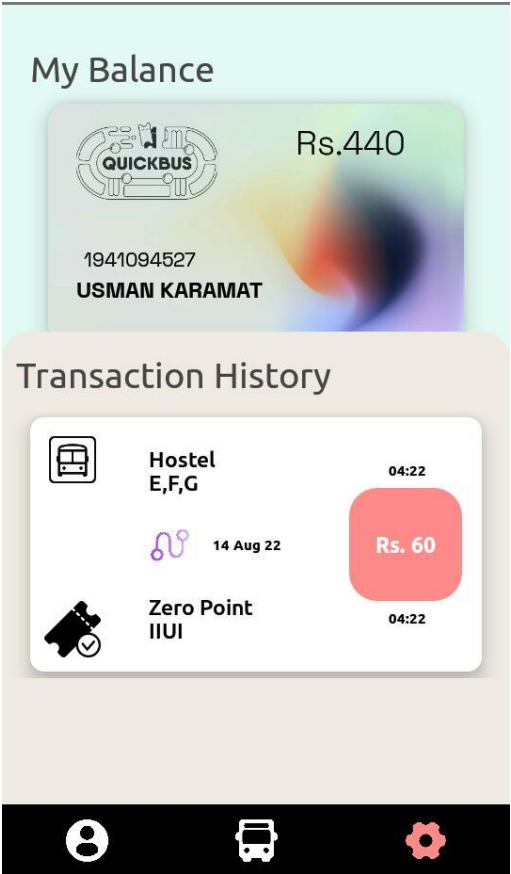 My Balance
QUICKBUS
Rs.440
1941094527
USMAN KARAMAT
Transaction History
Hostel
E,F,G
04:22
14 Aug 22
Rs. 60
Zero Point
IIUI
04:22